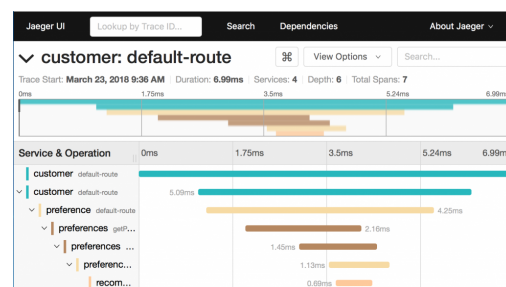 Jaeger UI Lookup by Trace ID... Search Dependencies About Jaeger
customer: default-route ⌘ View Options Search...
Trace Start: March 23, 2018 9:36 AM Duration: 6.99ms Services: 4 Depth: 6 Total Spans: 7
0ms 1.75ms 3.5ms 5.24ms 6.99m
Service & Operation 0ms 1.75ms 3.5ms 5.24ms 6.99m
customer default-route
customer default-route 5.09ms
preference default-route 4.25ms
preferences getP... 2.16ms
preferences ... 1.45ms
preferenc... 1.13ms
recom... 0.69ms